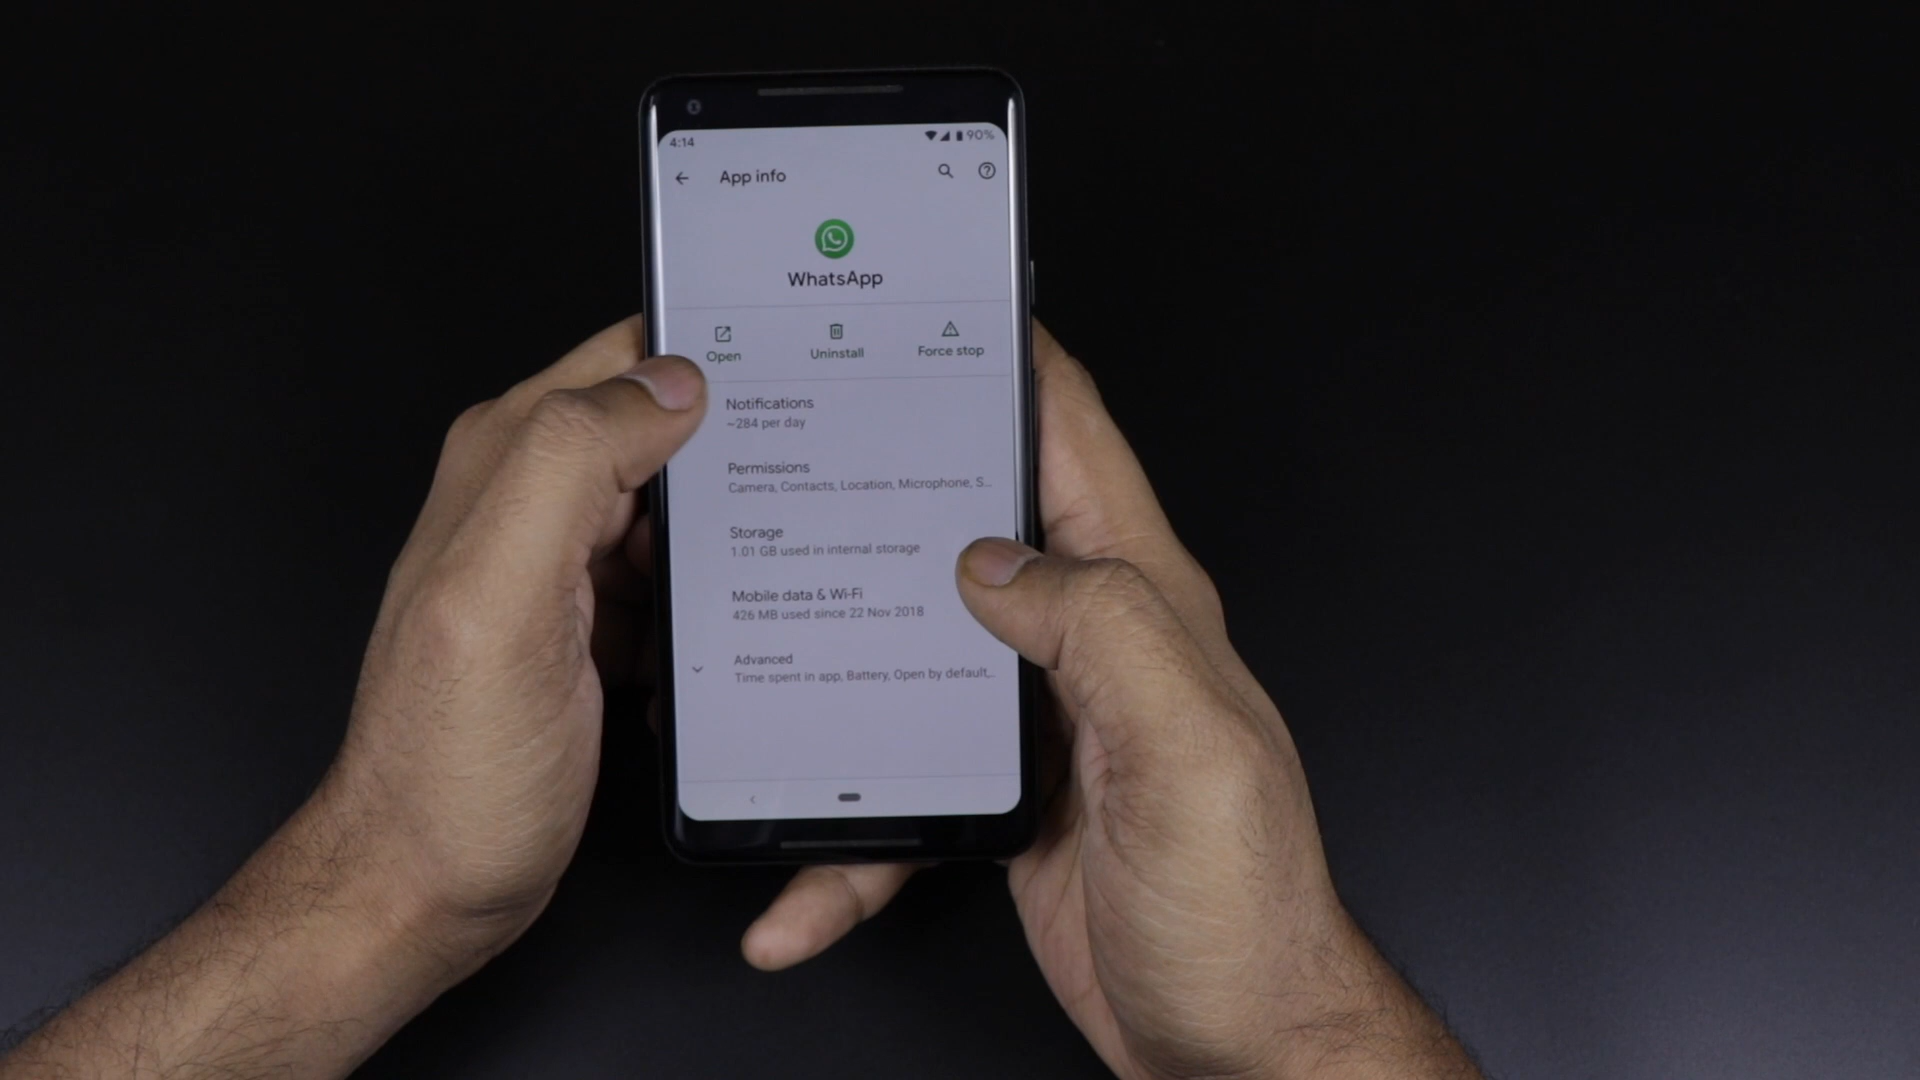 4:14 90%
App info
WhatsApp
Open Uninstall Force stop
Notifications
~284 per day
Permissions
Camera, Contacts, Location, Microphone, S...
Storage
1.01 GB used in internal storage
Mobile data & Wi-Fi
426 MB used since 22 Nov 2018
Advanced
Time spent in app, Battery, Open by default,..